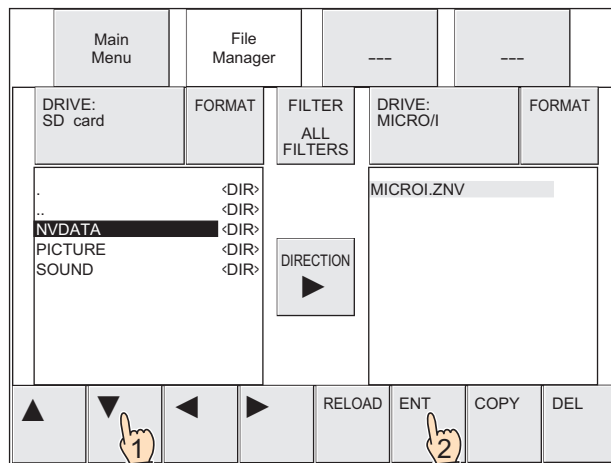 Main
Menu
File
Manager
---
---
DRIVE:
SD card
FORMAT
FILTER
ALL
FILTERS
DRIVE:
MICRO/I
FORMAT
. <DIR>
.. <DIR>
NVDATA <DIR>
PICTURE <DIR>
SOUND <DIR>
MICROI.ZNV
DIRECTION
▶
▲
▼
◀
▶
RELOAD
ENT
COPY
DEL
1
2